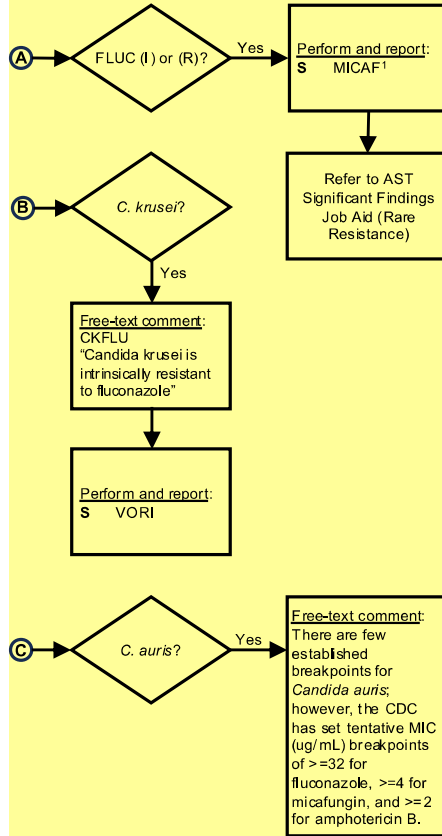 A
FLUC (I) or (R)?
Yes
Perform and report:
S MICAF¹
Refer to AST
Significant Findings
Job Aid (Rare
Resistance)
B
C. krusei?
Yes
Free-text comment:
CKFLU
“Candida krusei is
intrinsically resistant
to fluconazole”
Perform and report:
S VORI
C
C. auris?
Yes
Free-text comment:
There are few
established
breakpoints for
Candida auris;
however, the CDC
has set tentative MIC
(ug/mL) breakpoints
of >=32 for
fluconazole, >=4 for
micafungin, and >=2
for amphotericin B.